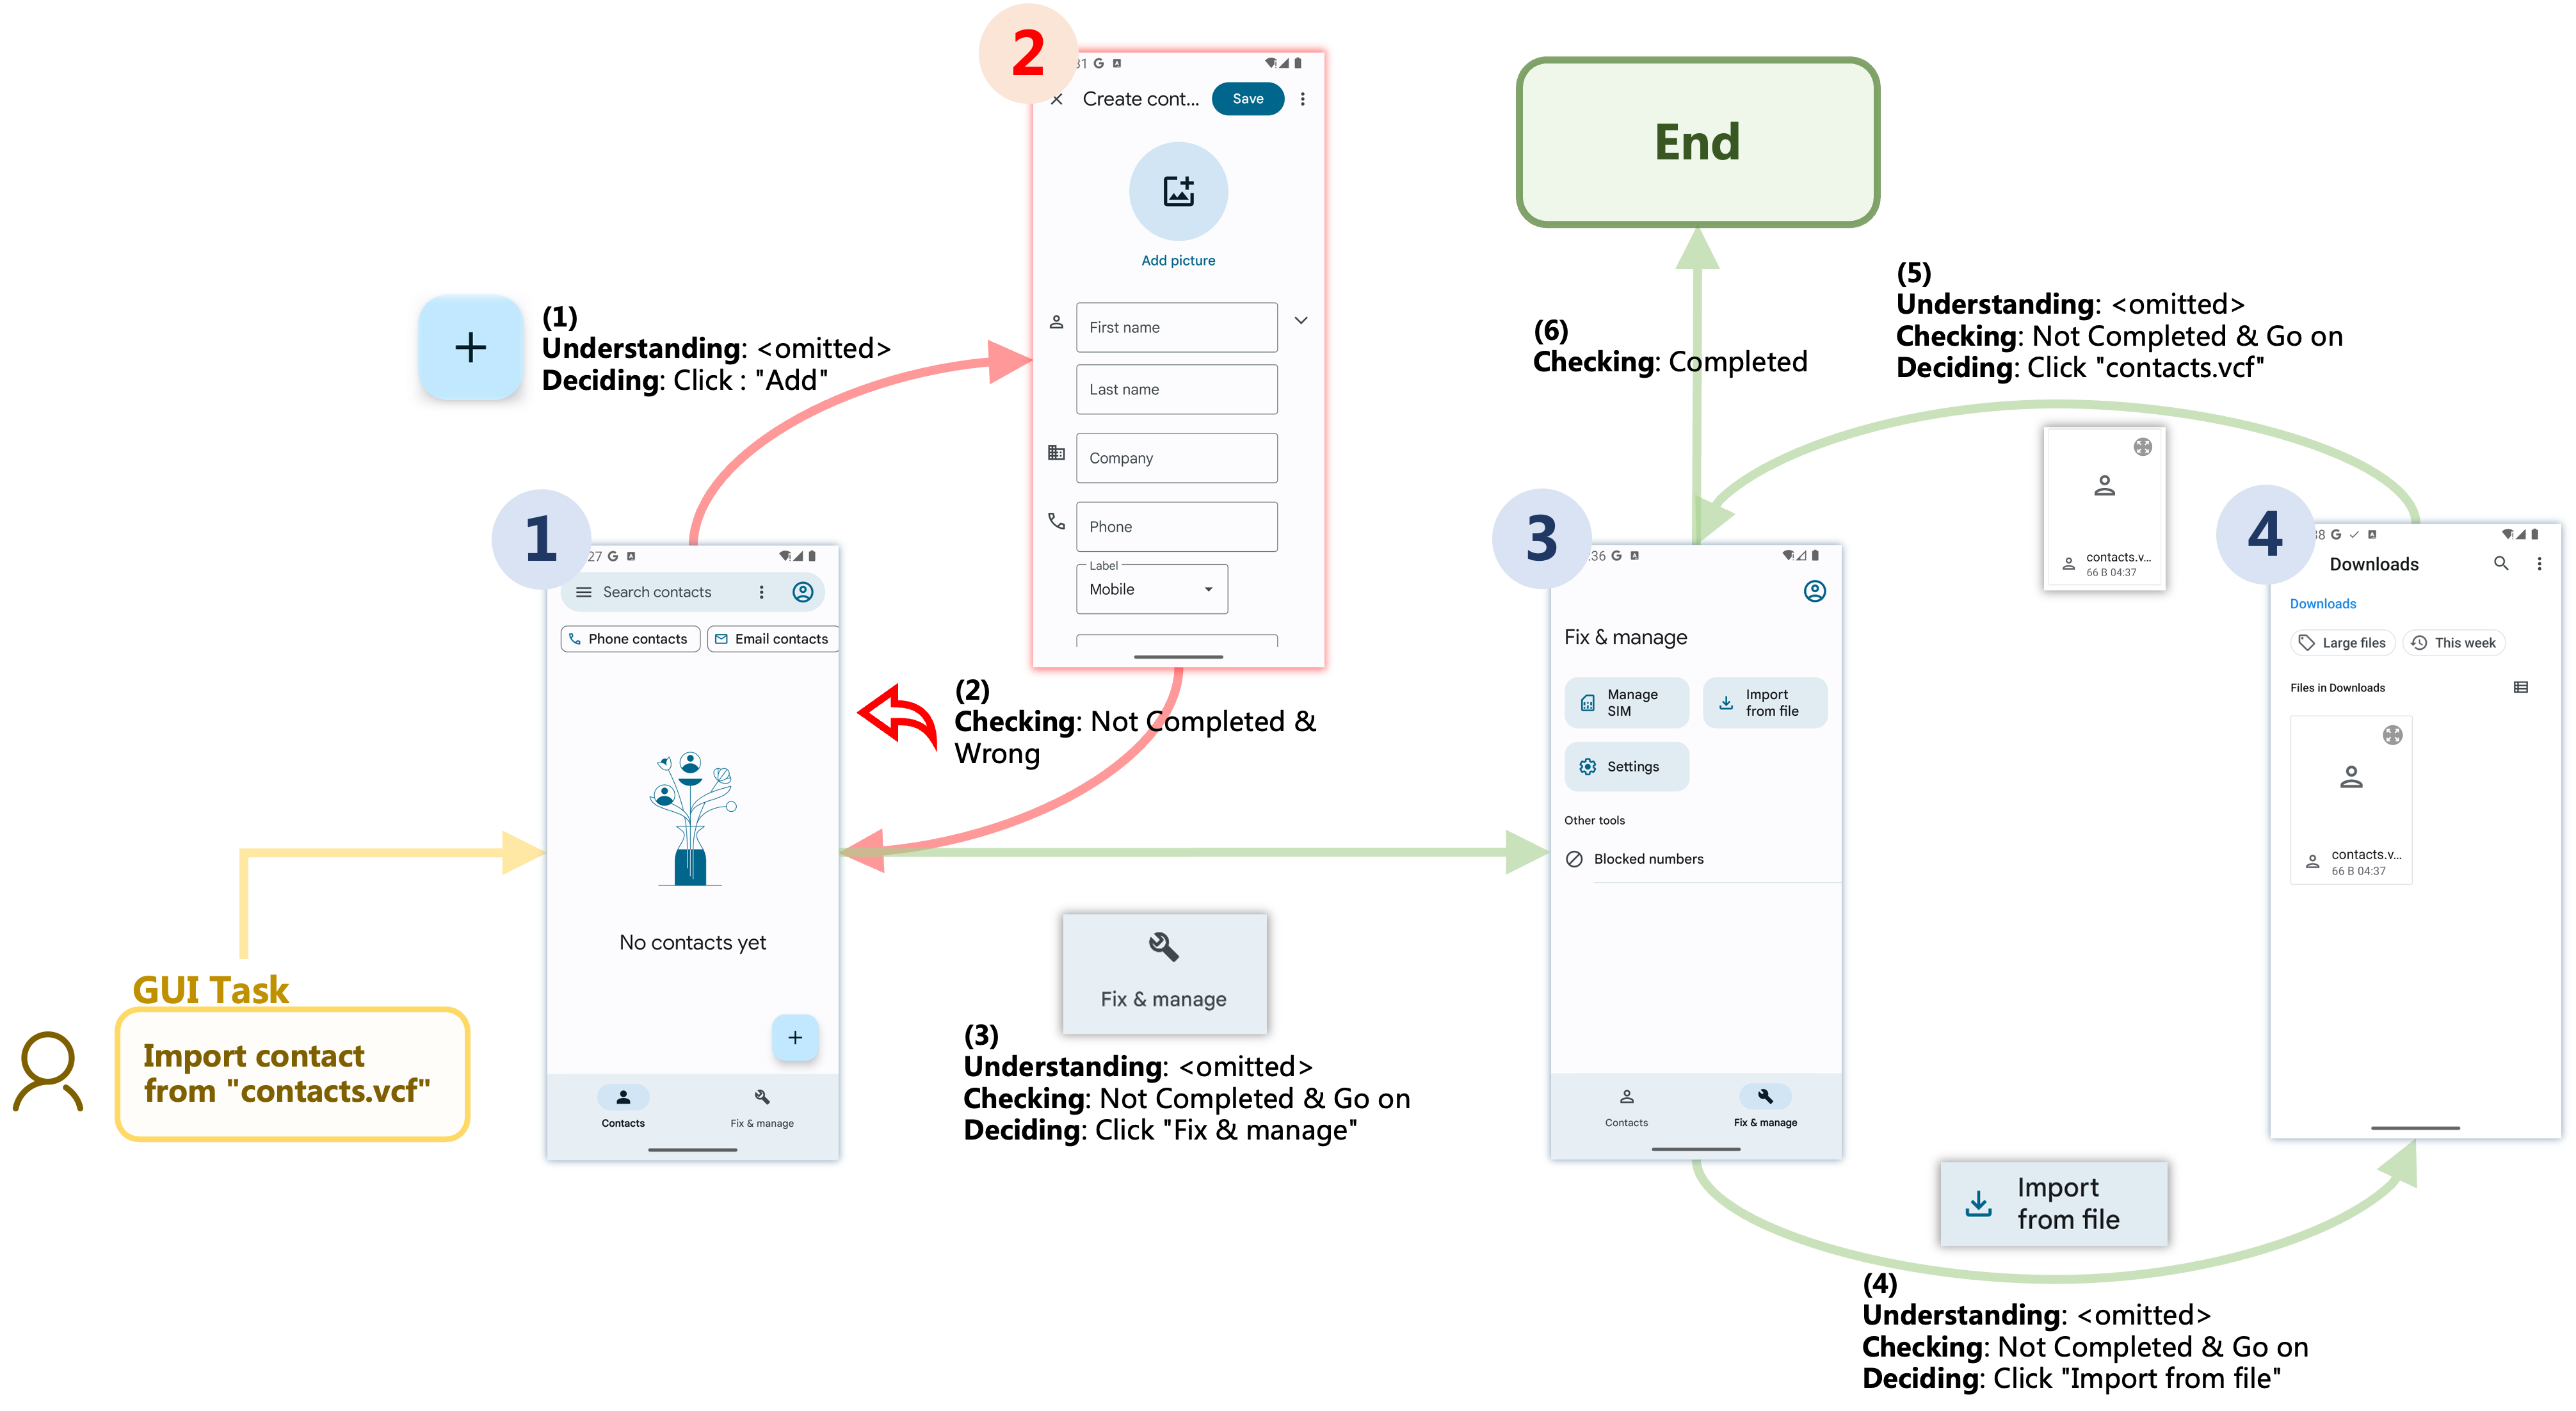 GUI Task
Import contact
from "contacts.vcf"
1
27
Search contacts
Phone contacts
Email contacts
No contacts yet
+
Contacts
Fix & manage
+
(1)
Understanding: <omitted>
Deciding: Click : "Add"
2
31
Create cont...
Save
Add picture
First name
Last name
Company
Phone
Label
Mobile
(2)
Checking: Not Completed &
Wrong
Fix & manage
(3)
Understanding: <omitted>
Checking: Not Completed & Go on
Deciding: Click "Fix & manage"
3
:36
Fix & manage
Manage
SIM
Import
from file
Settings
Other tools
Blocked numbers
Contacts
Fix & manage
Import
from file
(4)
Understanding: <omitted>
Checking: Not Completed & Go on
Deciding: Click "Import from file"
4
38
Downloads
Downloads
Large files
This week
Files in Downloads
contacts.v...
66 B 04:37
(5)
Understanding: <omitted>
Checking: Not Completed & Go on
Deciding: Click "contacts.vcf"
contacts.v...
66 B 04:37
(6)
Checking: Completed
End